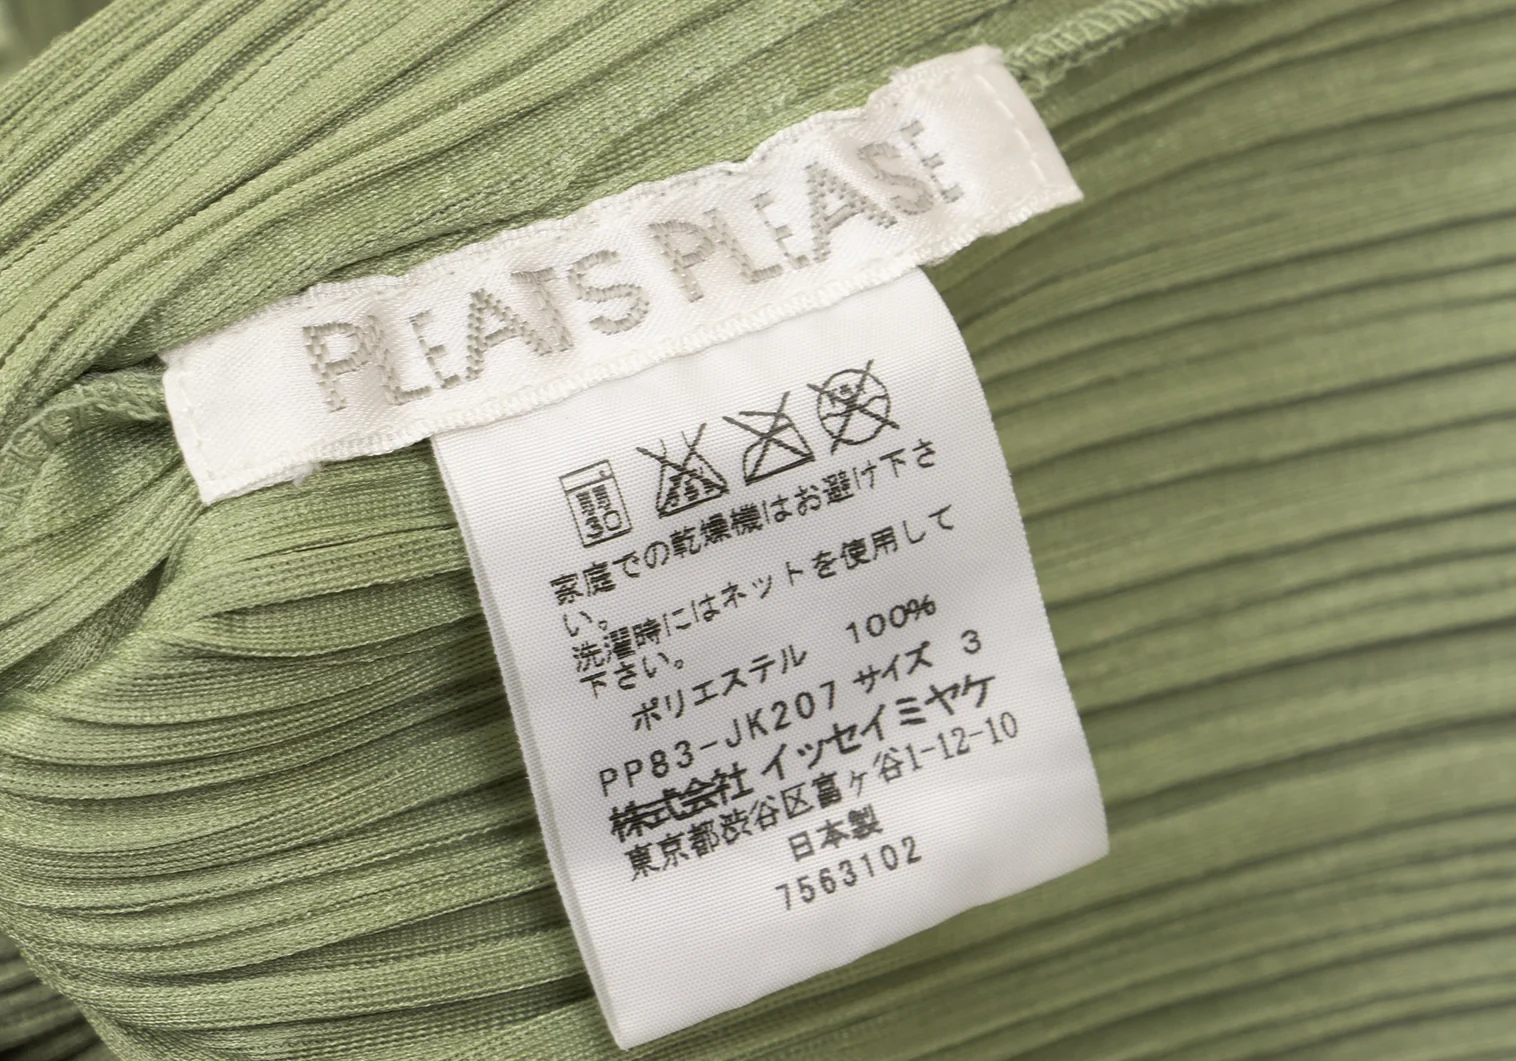 PLEATS PLEASE
弱 30
家庭での乾燥機はお避け下さ
い。
洗濯時にはネットを使用して
下さい。
ポリエステル 100%
PP83-JK207 サイズ 3
株式会社 イッセイミヤケ
東京都渋谷区富ヶ谷1-12-10
日本製
7563102